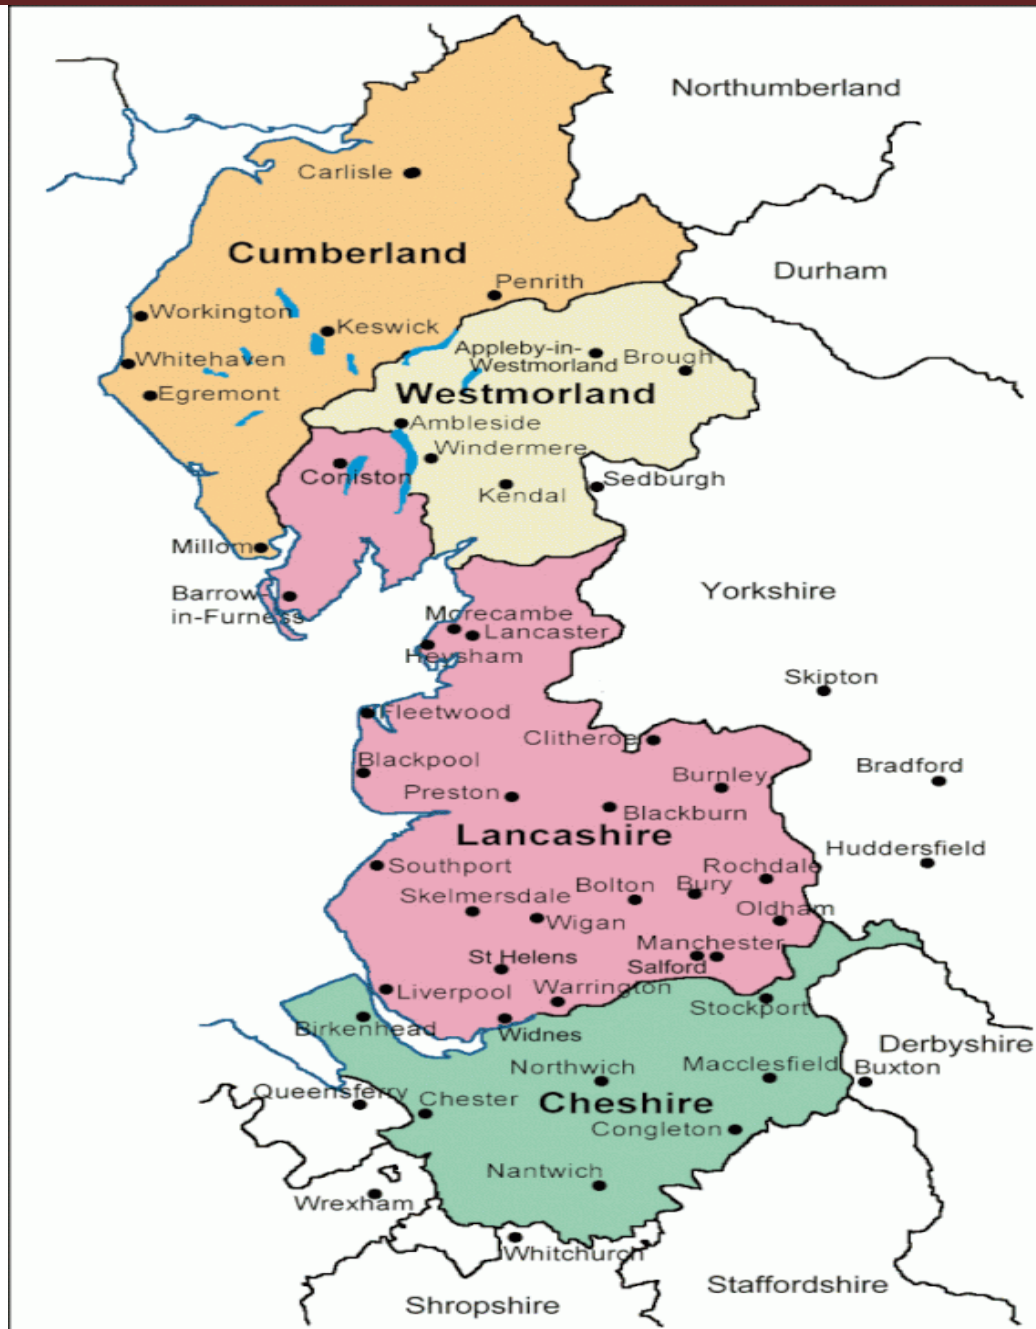 Northumberland
Carlisle
Cumberland
Durham
Penrith
Workington
Keswick
Appleby-in-
Westmorland
Brough
Whitehaven
Egremont
Westmorland
Ambleside
Windermere
Coniston
Sedburgh
Kendal
Millom
Barrow-
in-Furness
Yorkshire
Morecambe
Lancaster
Heysham
Skipton
Fleetwood
Clitheroe
Blackpool
Burnley
Bradford
Preston
Blackburn
Lancashire
Huddersfield
Southport
Rochdale
Skelmersdale
Bolton
Bury
Oldham
Wigan
Manchester
St Helens
Salford
Liverpool
Warrington
Stockport
Birkenhead
Widnes
Derbyshire
Northwich
Macclesfield
Buxton
Queensferry
Chester
Cheshire
Congleton
Nantwich
Wrexham
Whitchurch
Staffordshire
Shropshire